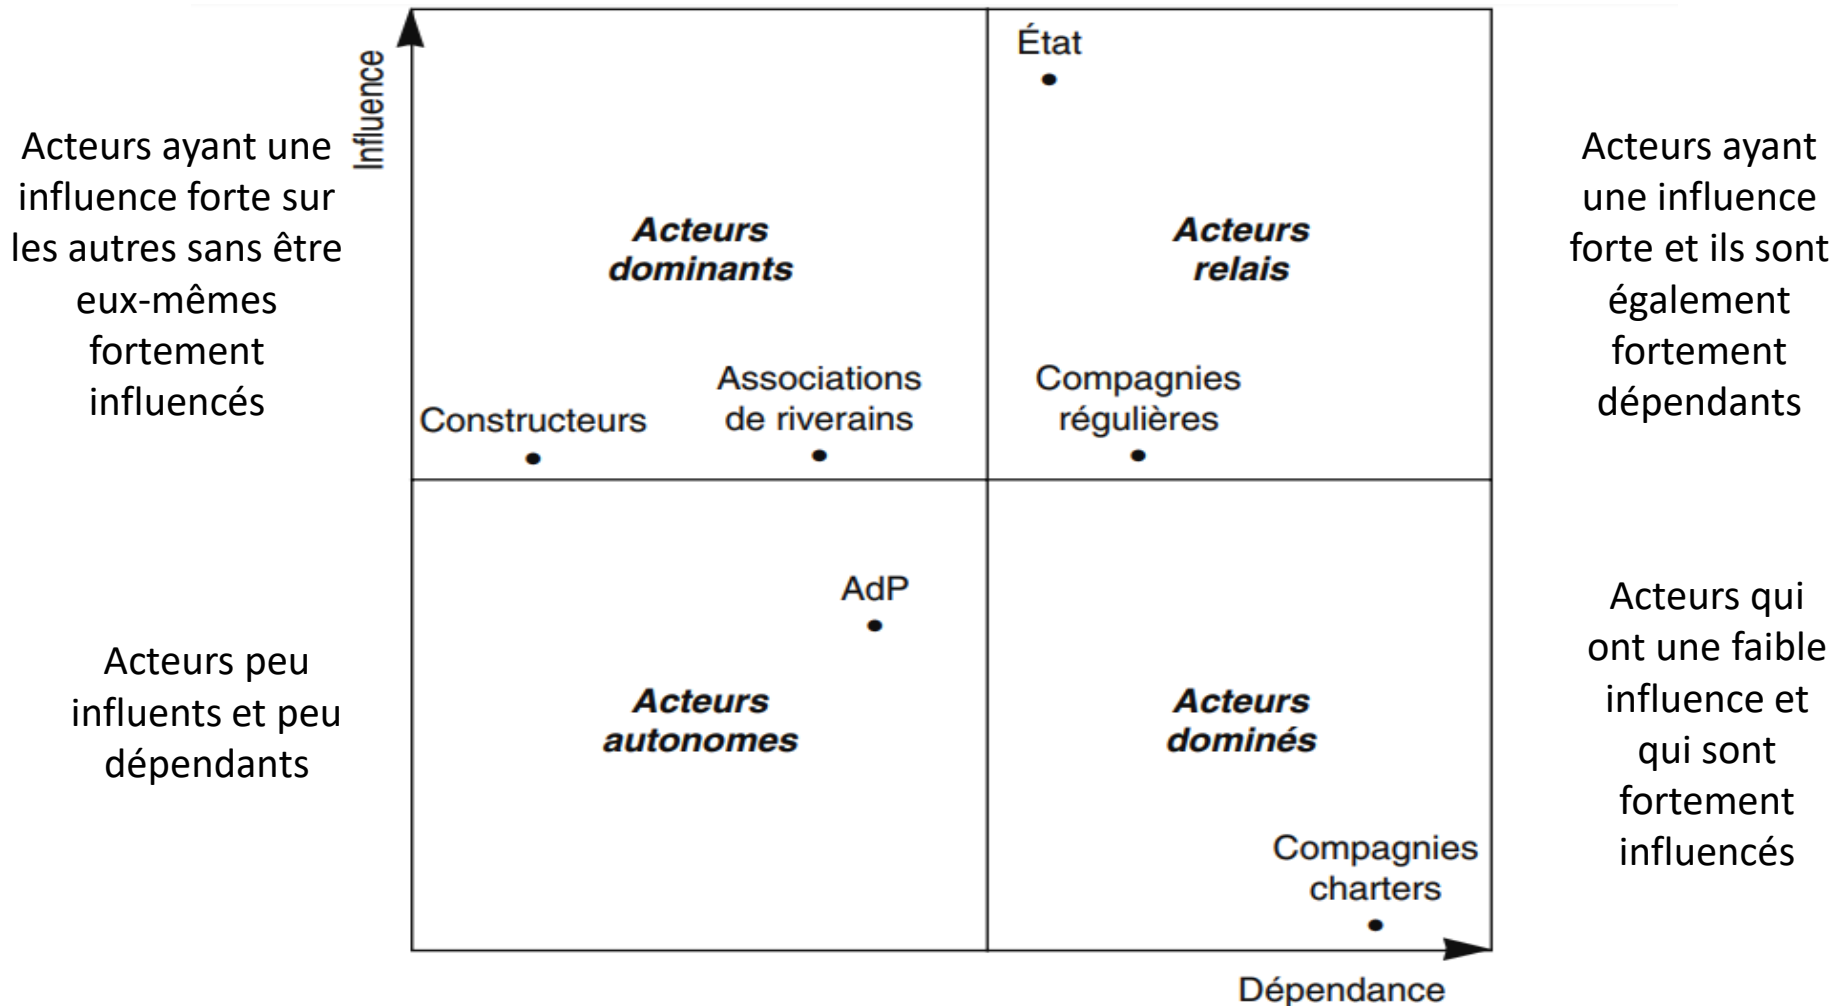 Influence
Acteurs ayant une
influence forte sur
les autres sans être
eux-mêmes
fortement
influencés
Acteurs
dominants
Constructeurs
Associations
de riverains
État
Acteurs
relais
Compagnies
régulières
Acteurs ayant
une influence
forte et ils sont
également
fortement
dépendants
Acteurs peu
influents et peu
dépendants
AdP
Acteurs
autonomes
Acteurs
dominés
Compagnies
charters
Acteurs qui
ont une faible
influence et
qui sont
fortement
influencés
Dépendance